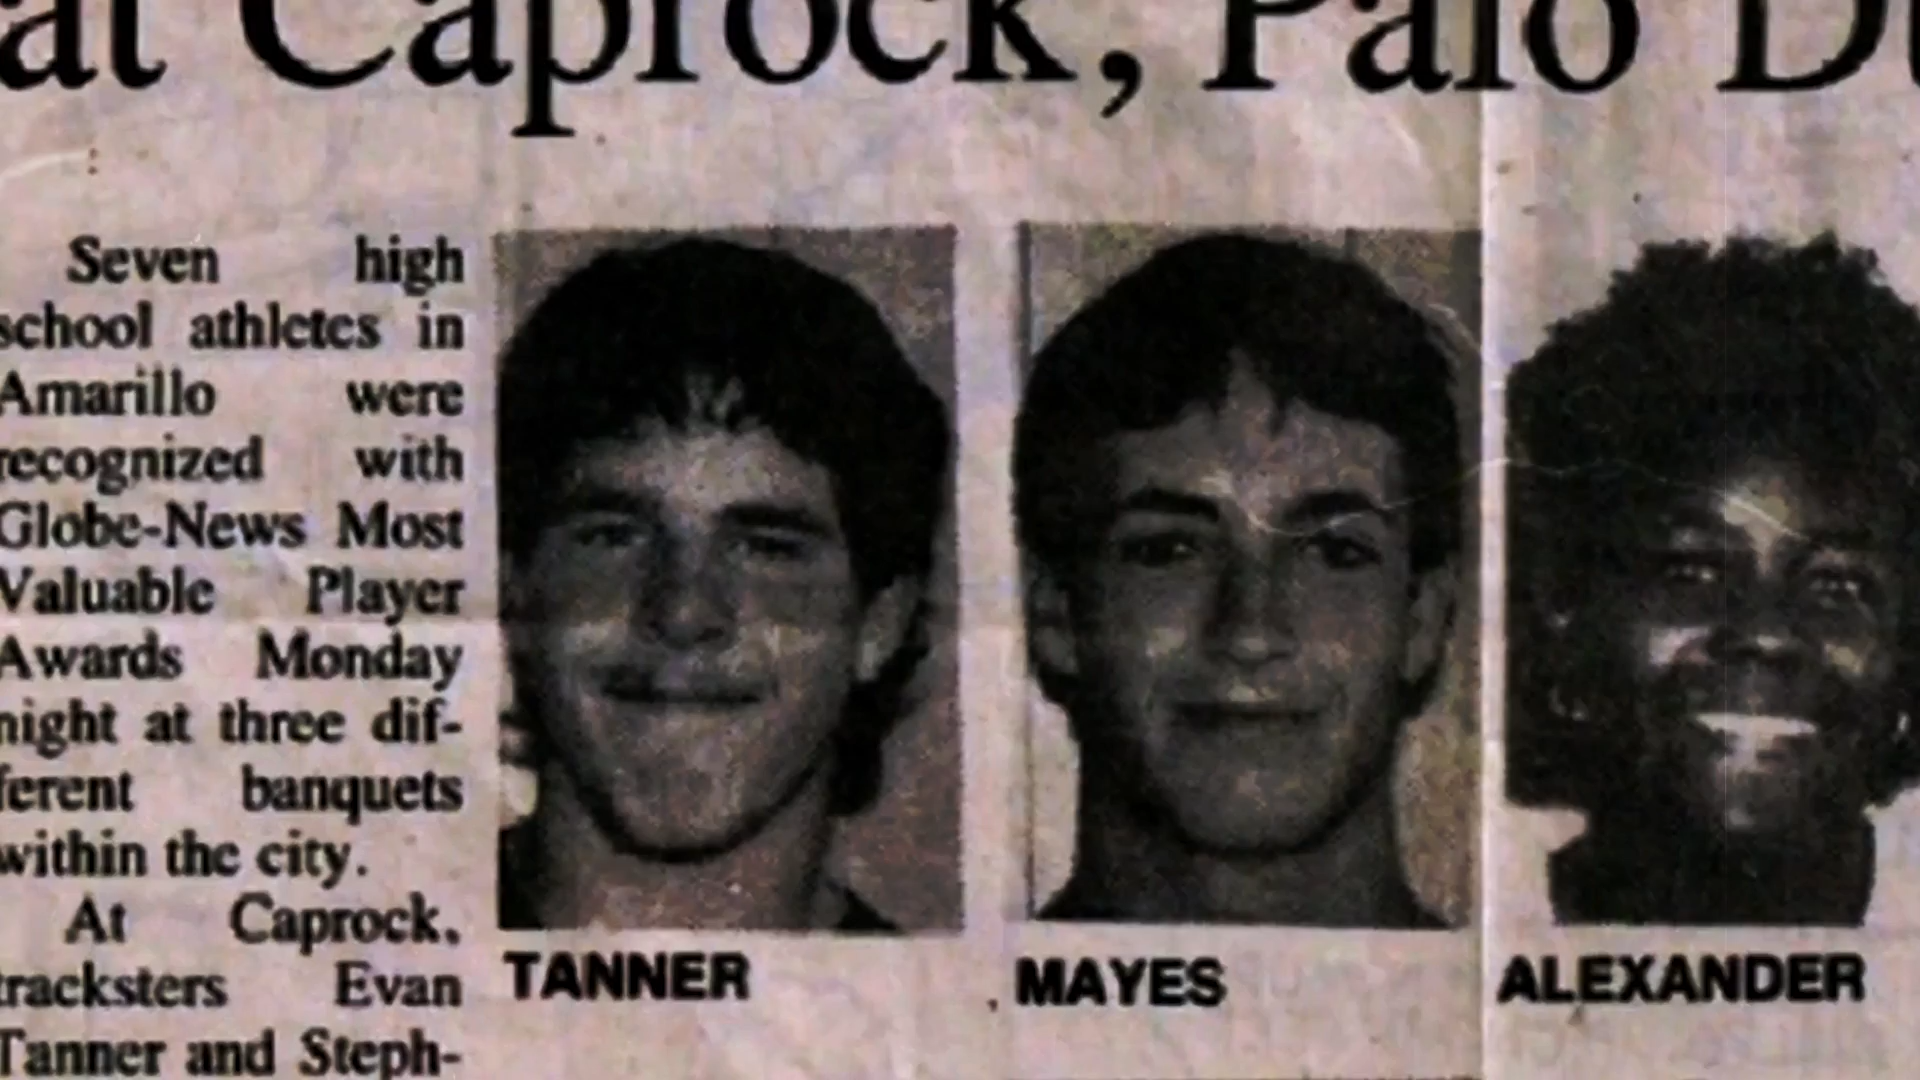 at Caprock, Palo Du
Seven high
school athletes in
Amarillo were
recognized with
Globe-News Most
Valuable Player
Awards Monday
night at three dif-
ferent banquets
within the city.
At Caprock,
tracksters Evan
Tanner and Steph-
TANNER
MAYES
ALEXANDER